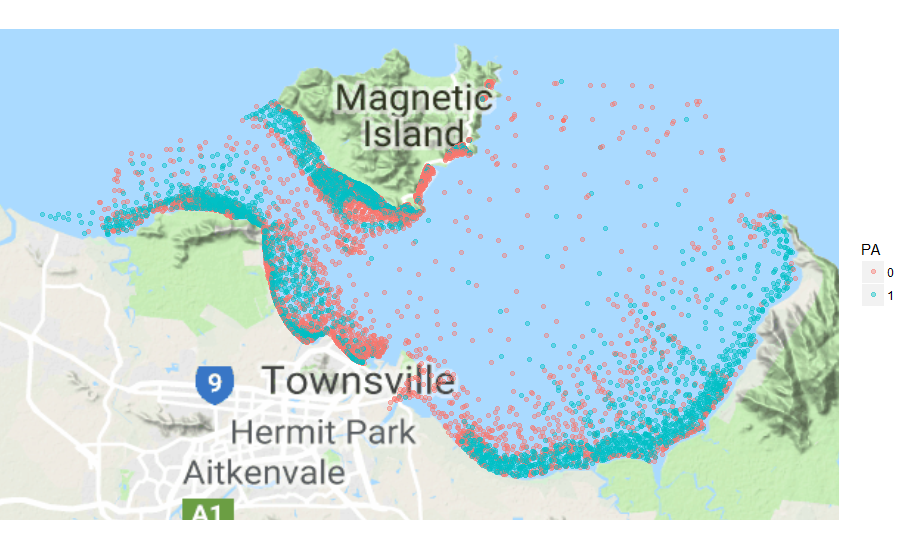 Magnetic
Island
PA
0
1
9
Townsville
Hermit Park
Aitkenvale
A1